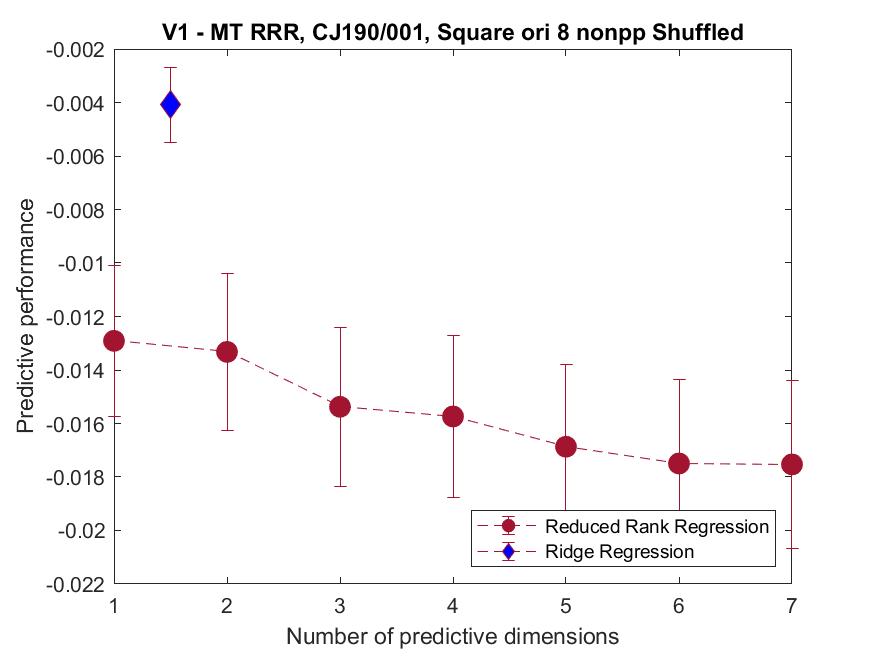 V1 - MT RRR, CJ190/001, Square ori 8 nonpp Shuffled
-0.002
-0.004
-0.006
-0.008
-0.01
-0.012
-0.014
-0.016
-0.018
-0.02
-0.022
Predictive performance
Reduced Rank Regression
Ridge Regression
1 2 3 4 5 6 7
Number of predictive dimensions